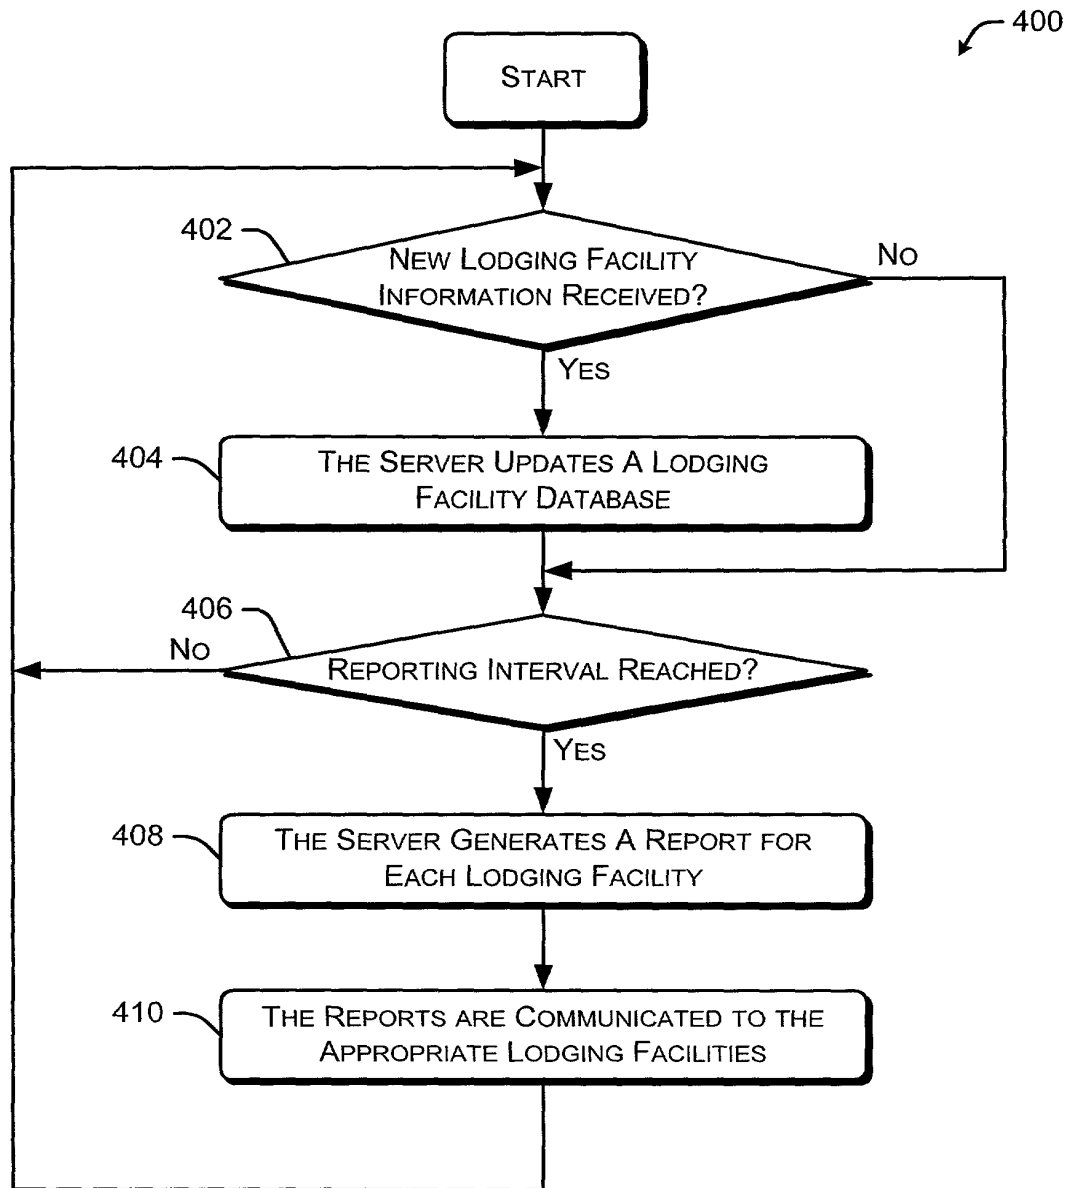 400
START
402
NEW LODGING FACILITY
INFORMATION RECEIVED?
NO
YES
404
THE SERVER UPDATES A LODGING
FACILITY DATABASE
406
NO
REPORTING INTERVAL REACHED?
YES
408
THE SERVER GENERATES A REPORT FOR
EACH LODGING FACILITY
410
THE REPORTS ARE COMMUNICATED TO THE
APPROPRIATE LODGING FACILITIES